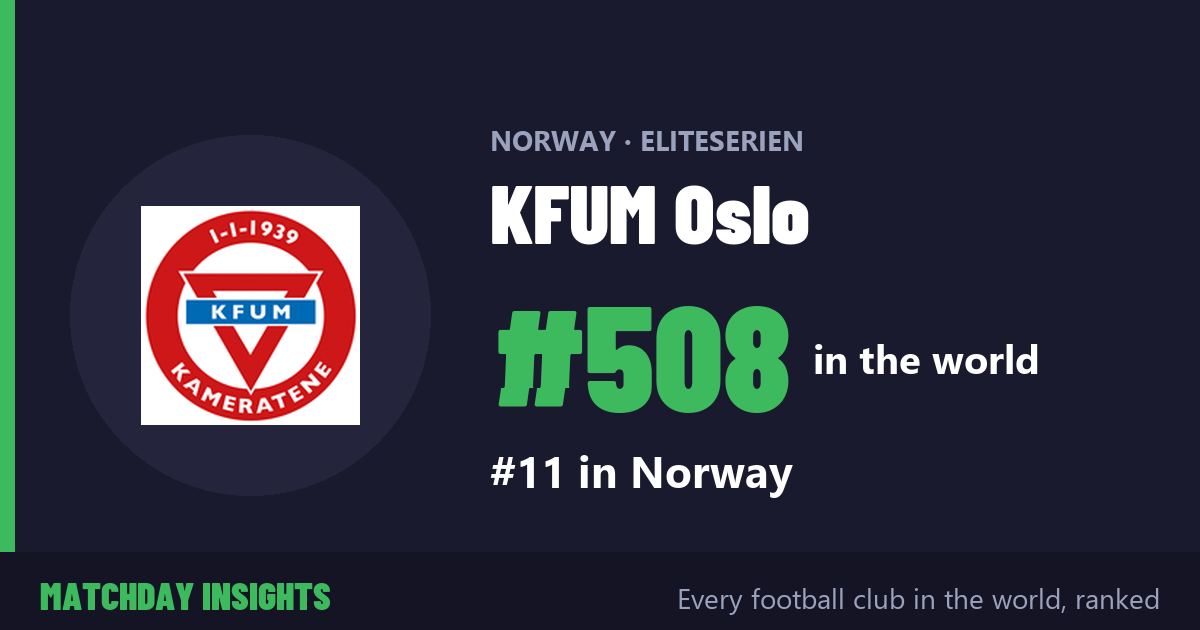 NORWAY · ELITESERIEN
KFUM Oslo
1-1-1939
KFUM
KAMERATENE
#508 in the world
#11 in Norway
MATCHDAY INSIGHTS
Every football club in the world, ranked